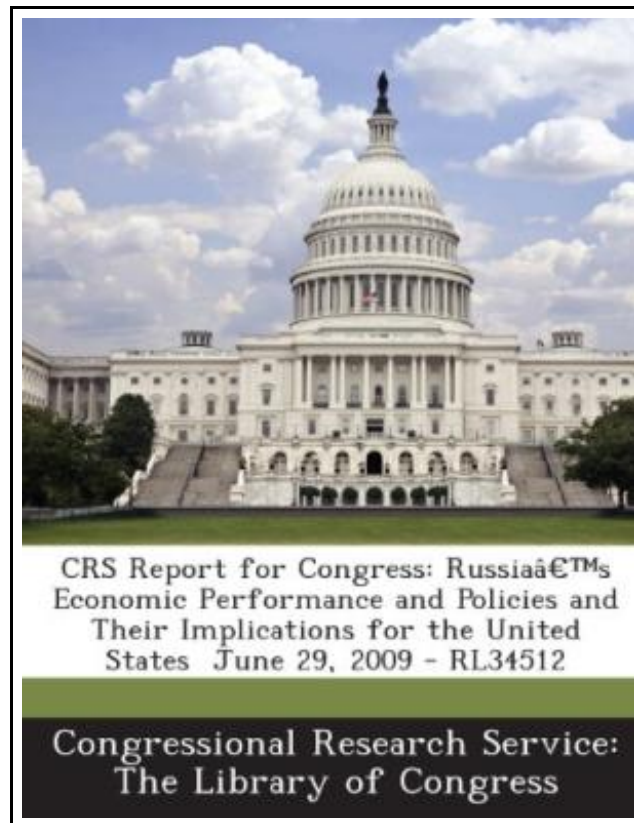 CRS Report for Congress: Russiaâ€™s
Economic Performance and Policies and
Their Implications for the United
States June 29, 2009 - RL34512
Congressional Research Service:
The Library of Congress